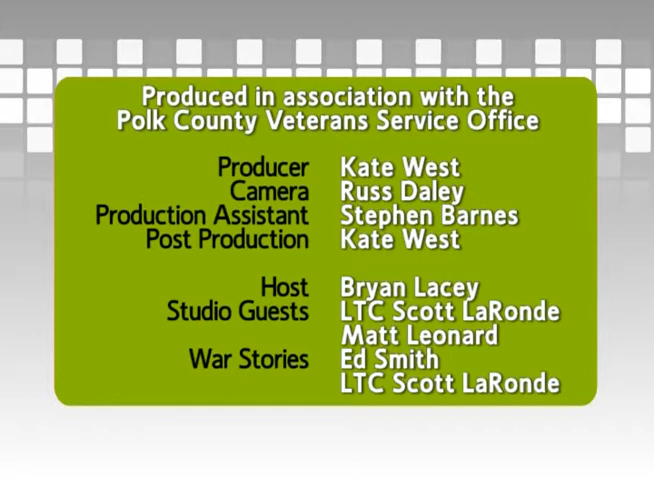 Produced in association with the
Polk County Veterans Service Office
Producer Kate West
Camera Russ Daley
Production Assistant Stephen Barnes
Post Production Kate West
Host Bryan Lacey
Studio Guests LTC Scott LaRonde
Matt Leonard
War Stories Ed Smith
LTC Scott LaRonde